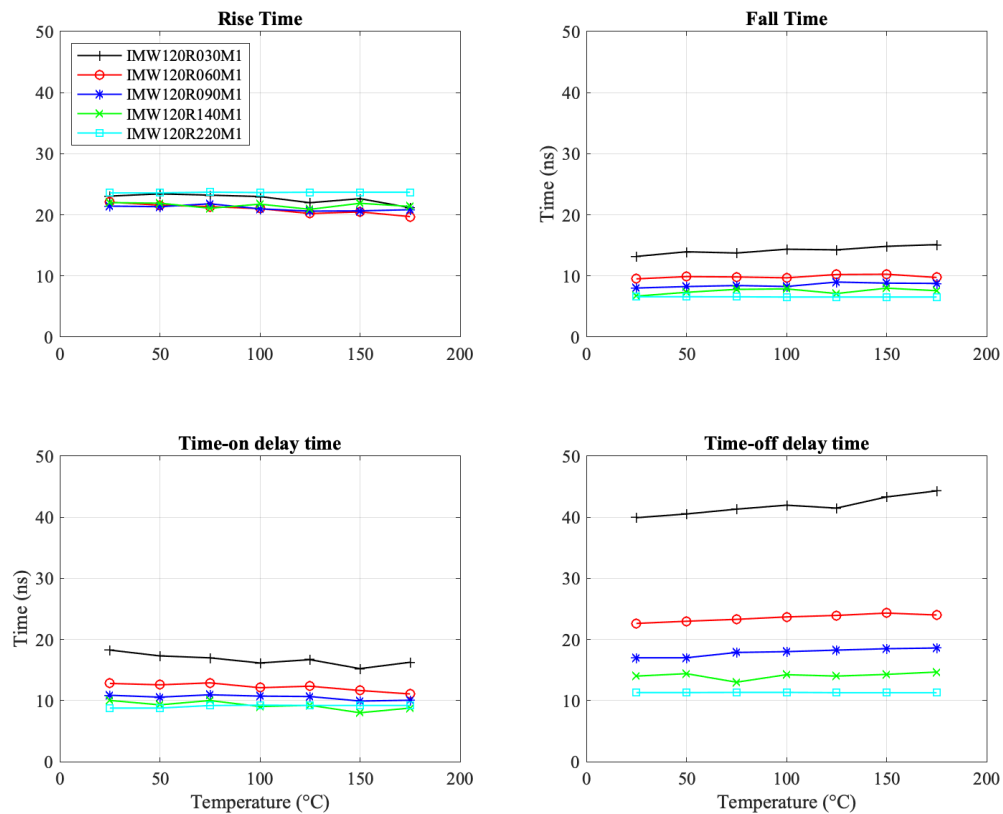 Rise Time
50
40
30
20
10
0
0 50 100 150 200
IMW120R030M1
IMW120R060M1
IMW120R090M1
IMW120R140M1
IMW120R220M1
Fall Time
Time (ns)
50
40
30
20
10
0
0 50 100 150 200
Time-on delay time
Time (ns)
50
40
30
20
10
0
0 50 100 150 200
Temperature (°C)
Time-off delay time
50
40
30
20
10
0
0 50 100 150 200
Temperature (°C)